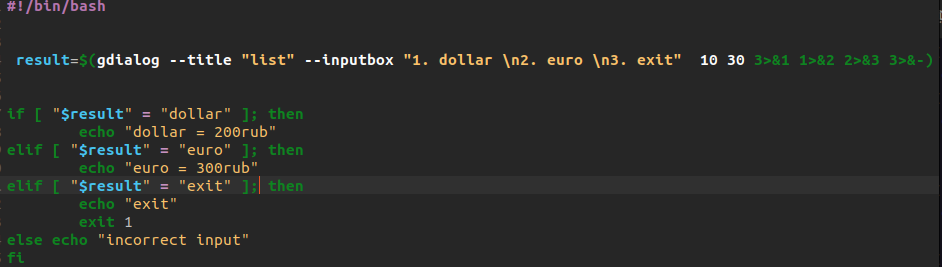 #!/bin/bash
result=$(gdialog --title "list" --inputbox "1. dollar \n2. euro \n3. exit"  10 30 3>&1 1>&2 2>&3 3>&-)
if [ "$result" = "dollar" ]; then
        echo "dollar = 200rub"
elif [ "$result" = "euro" ]; then
        echo "euro = 300rub"
elif [ "$result" = "exit" ]; then
        echo "exit"
        exit 1
else echo "incorrect input"
fi